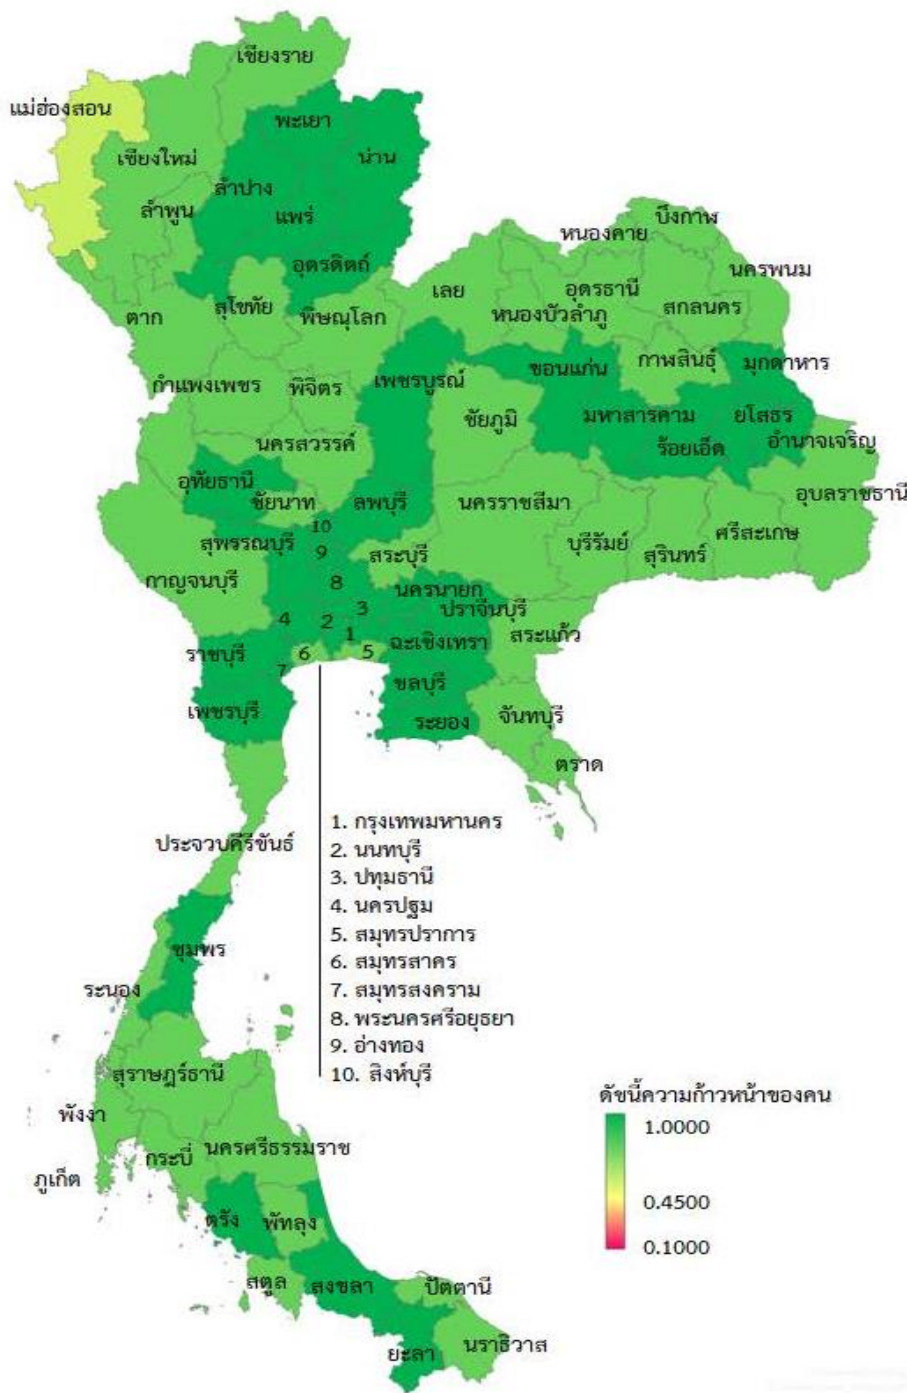 เชียงราย
แม่ฮ่องสอน
พะเยา
น่าน
เชียงใหม่
ลำปาง
ลำพูน
แพร่
บึงกาฬ
หนองคาย
อุตรดิตถ์
นครพนม
เลย
อุดรธานี
สุโขทัย
สกลนคร
ตาก
พิษณุโลก
หนองบัวลำภู
กำแพงเพชร
พิจิตร
เพชรบูรณ์
ขอนแก่น
กาฬสินธุ์
มุกดาหาร
ชัยภูมิ
มหาสารคาม
ยโสธร
นครสวรรค์
ร้อยเอ็ด
อำนาจเจริญ
อุทัยธานี
ชัยนาท
ลพบุรี
นครราชสีมา
อุบลราชธานี
10
สุพรรณบุรี
9
สระบุรี
บุรีรัมย์
สุรินทร์
ศรีสะเกษ
กาญจนบุรี
8
นครนายก
4
2
3
ปราจีนบุรี
1
ฉะเชิงเทรา
สระแก้ว
ราชบุรี
6
5
7
ชลบุรี
เพชรบุรี
ระยอง
จันทบุรี
ตราด
ประจวบคีรีขันธ์
1. กรุงเทพมหานคร
2. นนทบุรี
3. ปทุมธานี
4. นครปฐม
5. สมุทรปราการ
6. สมุทรสาคร
7. สมุทรสงคราม
8. พระนครศรีอยุธยา
9. อ่างทอง
10. สิงห์บุรี
ชุมพร
ระนอง
สุราษฎร์ธานี
พังงา
กระบี่
นครศรีธรรมราช
ภูเก็ต
ตรัง
พัทลุง
สตูล
สงขลา
ปัตตานี
ยะลา
นราธิวาส
ดัชนีความก้าวหน้าของคน
1.0000
0.4500
0.1000